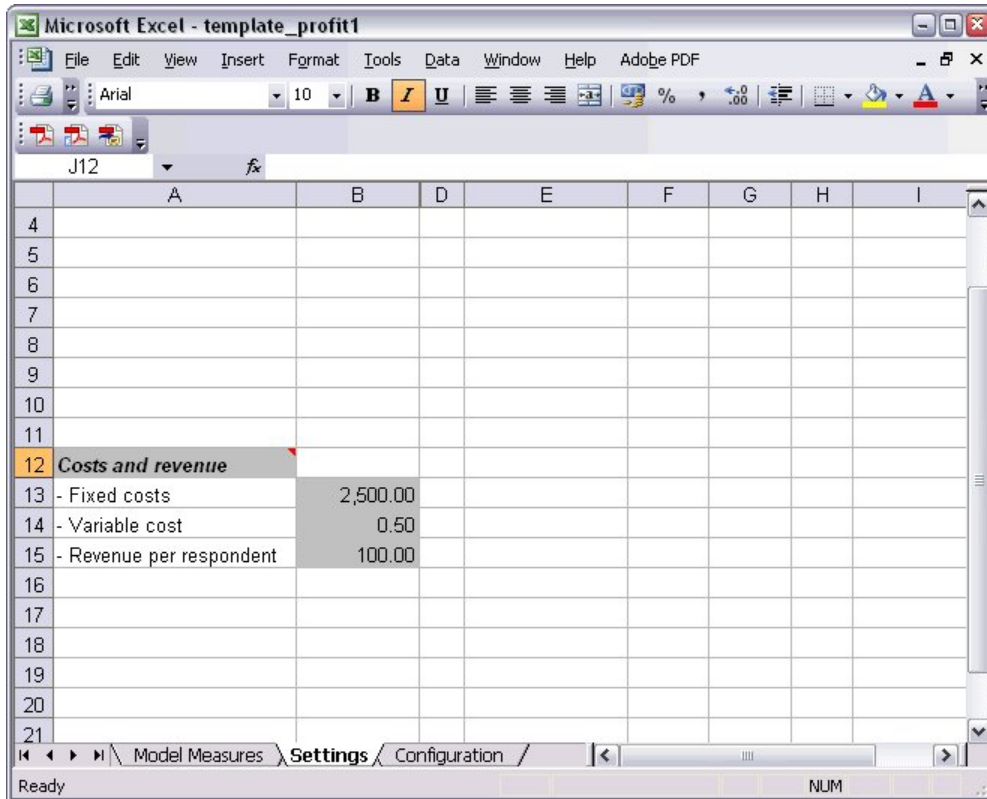 Microsoft Excel - template_profit1
File Edit View Insert Format Tools Data Window Help Adobe PDF
Arial 10 B I U % , .00
J12 fx
A B D E F G H I
4
5
6
7
8
9
10
11
12 Costs and revenue
13 - Fixed costs 2,500.00
14 - Variable cost 0.50
15 - Revenue per respondent 100.00
16
17
18
19
20
21
Model Measures Settings Configuration
Ready NUM